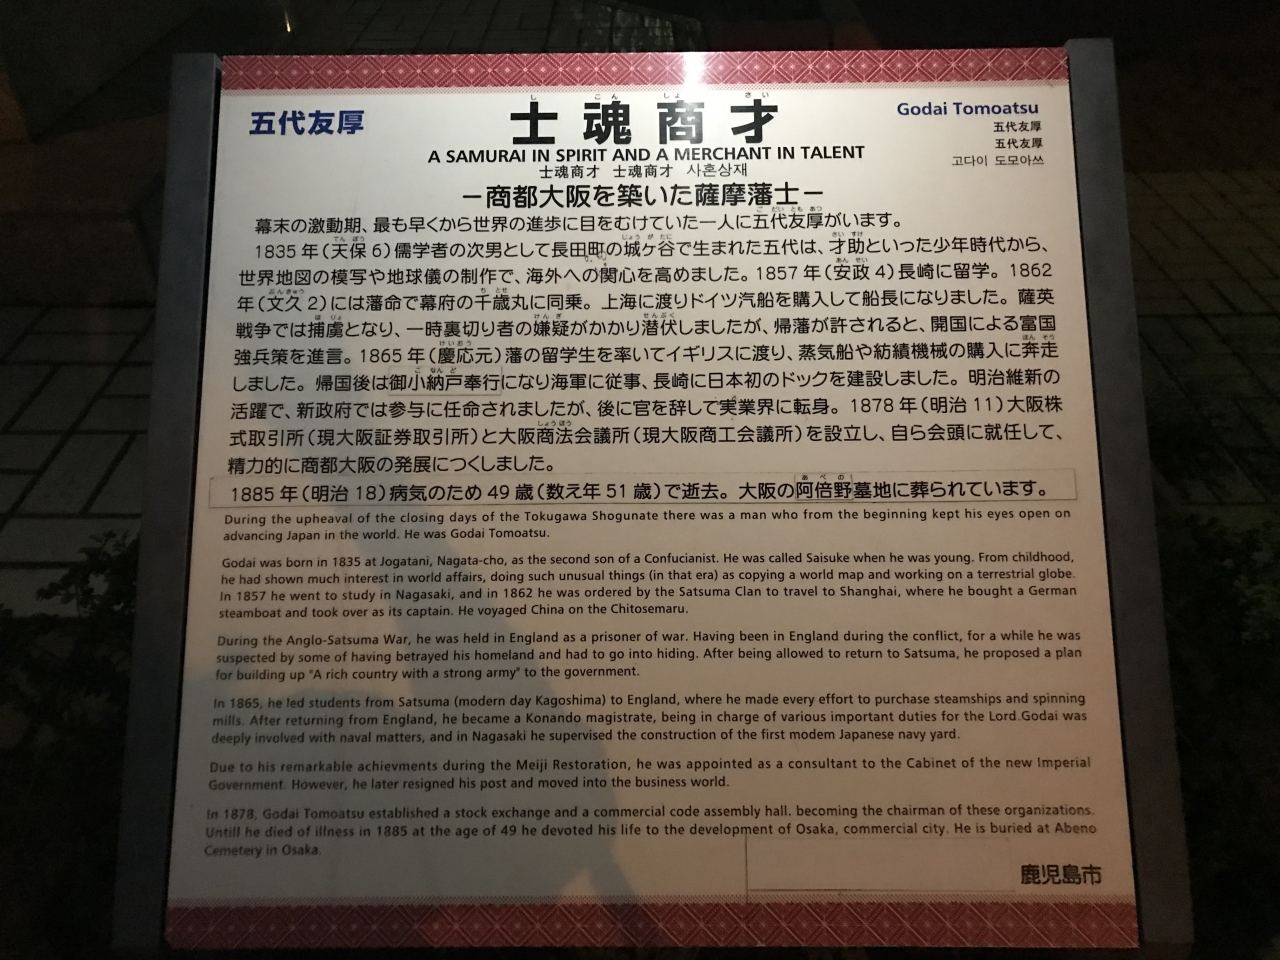 五代友厚
士魂商才
し こん しょ さい
A SAMURAI IN SPIRIT AND A MERCHANT IN TALENT
士魂商才 士魂商才 사혼상재
Godai Tomoatsu
五代友厚
五代友厚
고다이 도모아쓰
－商都大阪を築いた薩摩藩士－
幕末の激動期、最も早くから世界の進歩に目をむけていた一人に五代友厚がいます。
1835年(天保6)儒学者の次男として長田町の城ヶ谷で生まれた五代は、才助といった少年時代から、
世界地図の模写や地球儀の制作で、海外への関心を高めました。1857年(安政4)長崎に留学。1862
年(文久2)には藩命で幕府の千歳丸に同乗。上海に渡りドイツ汽船を購入して船長になりました。薩英
戦争では捕虜となり、一時裏切り者の嫌疑がかかり潜伏しましたが、帰藩が許されると、開国による富国
強兵策を進言。1865年(慶応元)藩の留学生を率いてイギリスに渡り、蒸気船や紡績機械の購入に奔走
しました。帰国後は御小納戸奉行になり海軍に従事、長崎に日本初のドックを建設しました。明治維新の
活躍で、新政府では参与に任命されましたが、後に官を辞して実業界に転身。1878年(明治11)大阪株
式取引所(現大阪証券取引所)と大阪商法会議所(現大阪商工会議所)を設立し、自ら会頭に就任して、
精力的に商都大阪の発展につくしました。
1885年(明治18)病気のため49歳(数え年51歳)で逝去。大阪の阿倍野墓地に葬られています。
During the upheaval of the closing days of the Tokugawa Shogunate there was a man who from the beginning kept his eyes open on
advancing Japan in the world. He was Godai Tomoatsu.
Godai was born in 1835 at Jogatani, Nagata-cho, as the second son of a Confucianist. He was called Saisuke when he was young. From childhood,
he had shown much interest in world affairs, doing such unusual things (in that era) as copying a world map and working on a terrestrial globe.
In 1857 he went to study in Nagasaki, and in 1862 he was ordered by the Satsuma Clan to travel to Shanghai, where he bought a German
steamboat and took over as its captain. He voyaged China on the Chitosemaru.
During the Anglo-Satsuma War, he was held in England as a prisoner of war. Having been in England during the conflict, for a while he was
suspected by some of having betrayed his homeland and had to go into hiding. After being allowed to return to Satsuma, he proposed a plan
for building up "A rich country with a strong army" to the government.
In 1865, he led students from Satsuma (modern day Kagoshima) to England, where he made every effort to purchase steamships and spinning
mills. After returning from England, he became a Konando magistrate, being in charge of various important duties for the Lord.Godai was
deeply involved with naval matters, and in Nagasaki he supervised the construction of the first modem Japanese navy yard.
Due to his remarkable achievments during the Meiji Restoration, he was appointed as a consultant to the Cabinet of the new Imperial
Government. However, he later resigned his post and moved into the business world.
In 1878, Godai Tomoatsu established a stock exchange and a commercial code assembly hall. becoming the chairman of these organizations.
Untill he died of illness in 1885 at the age of 49 he devoted his life to the development of Osaka, commercial city. He is buried at Abeno
Cemetery in Osaka.
鹿児島市